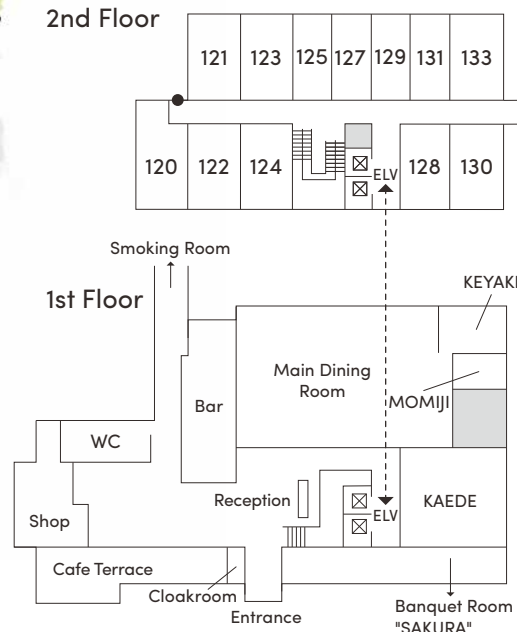 2nd Floor
121 123 125 127 129 131 133
120 122 124 ELV 128 130
Smoking Room
1st Floor
KEYAKI
Main Dining
Room
MOMIJI
Bar
WC
Reception
ELV
KAEDE
Shop
Cafe Terrace
Cloakroom
Entrance
Banquet Room
"SAKURA"